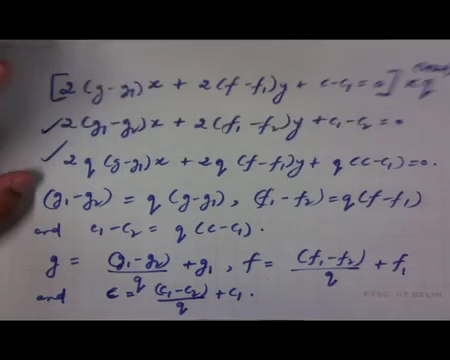 [2(g-g₁)x + 2(f-f₁)y + c-c₁=0] x q
2(g₁-g₂)x + 2(f₁-f₂)y + c₁-c₂ = 0
2q(g-g₁)x + 2q(f-f₁)y + q(c-c₁)=0.
(g₁-g₂) = q(g-g₁), (f₁-f₂)=q(f-f₁)
and c₁-c₂ = q(c-c₁).
g = (g₁-g₂)/q + g₁, f = (f₁-f₂)/q + f₁
and c = (c₁-c₂)/q + c₁.